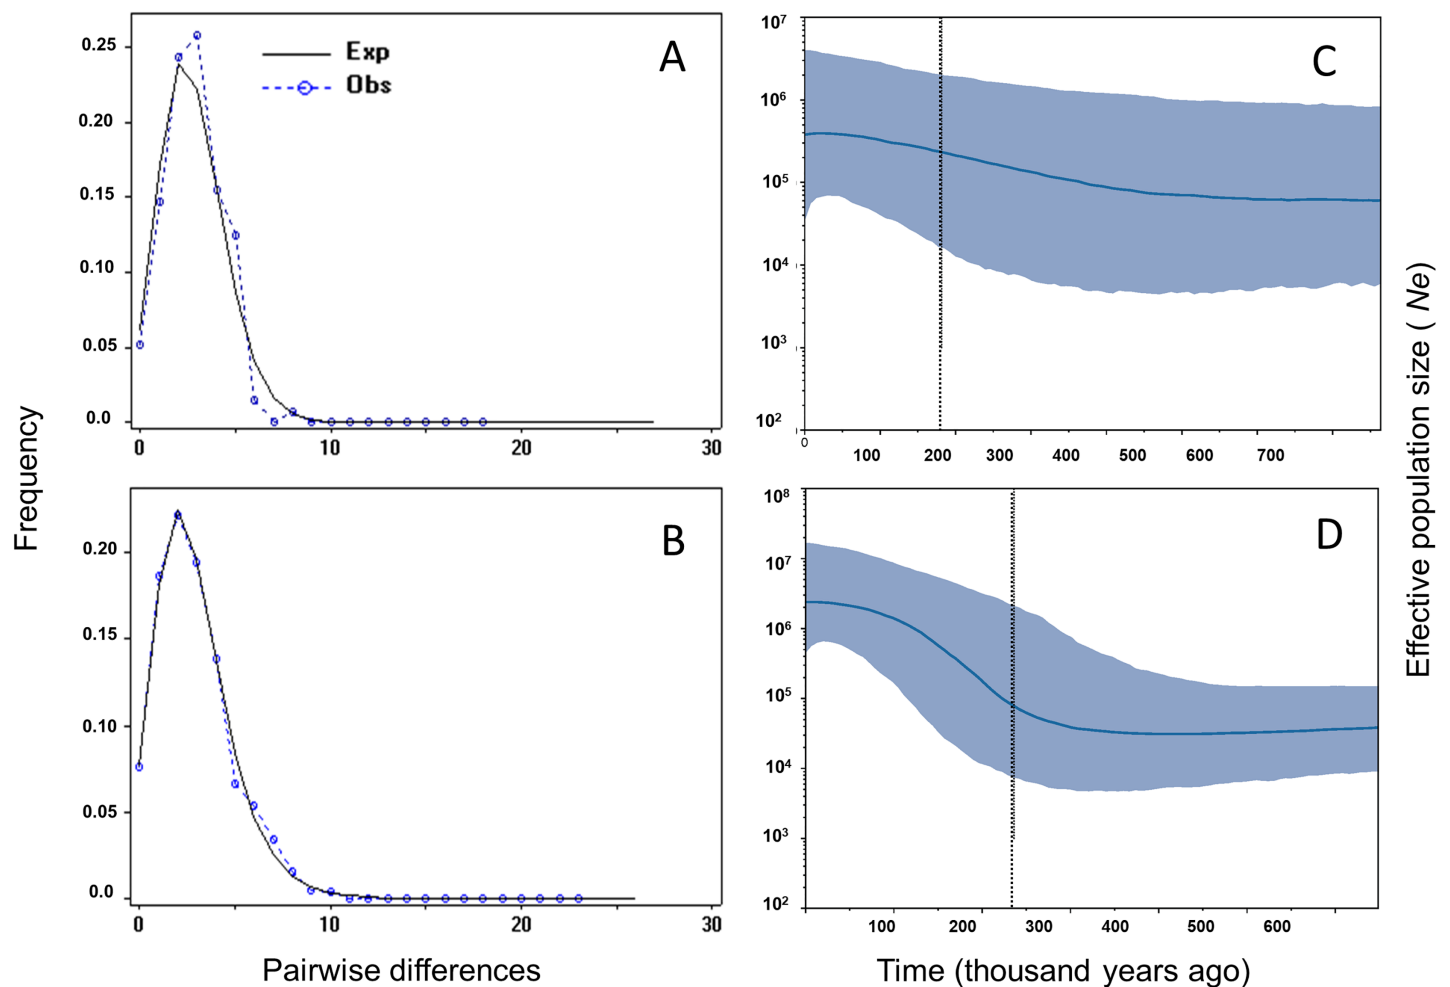 Frequency
A
Exp
Obs
0.25
0.20
0.15
0.10
0.05
0.0
0 10 20 30
B
0.20
0.15
0.10
0.05
0.0
0 10 20 30
Pairwise differences
C
10⁷
10⁶
10⁵
10⁴
10³
10²
0 100 200 300 400 500 600 700
D
10⁸
10⁷
10⁶
10⁵
10⁴
10³
10²
100 200 300 400 500 600
Time (thousand years ago)
Effective population size ( Ne)